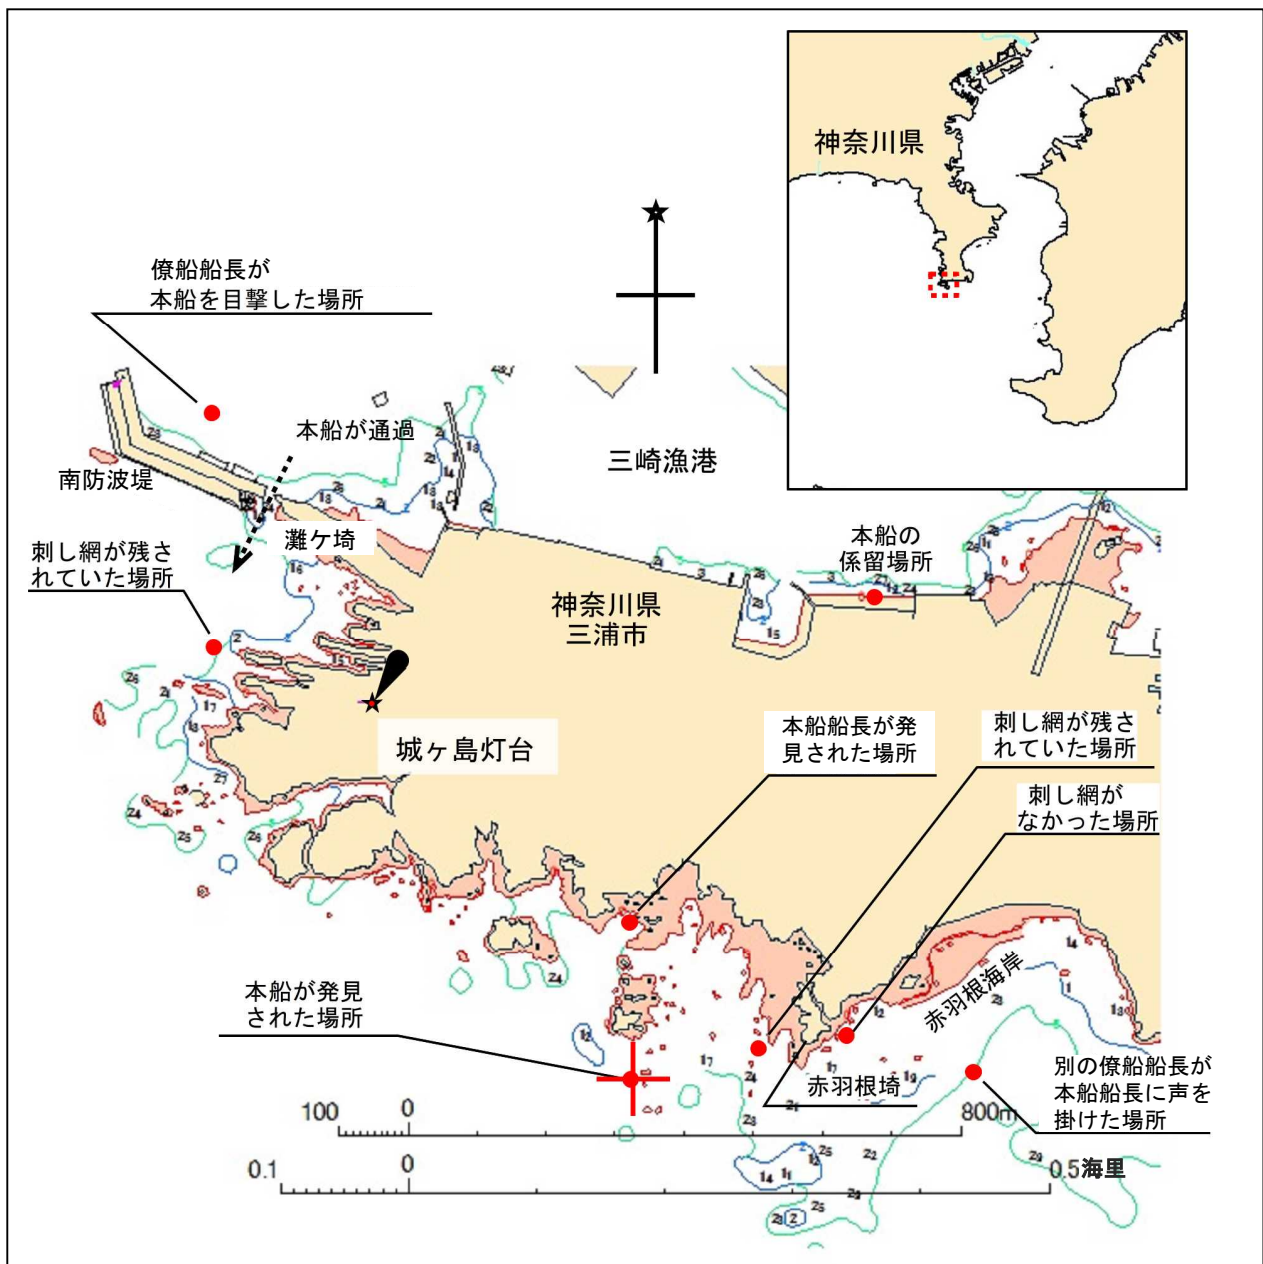 神奈川県
僚船船長が
本船を目撃した場所
本船が通過
三崎漁港
南防波堤
灘ケ埼
刺し網が残さ
れていた場所
本船の
係留場所
神奈川県
三浦市
城ヶ島灯台
本船船長が発
見された場所
刺し網が残さ
れていた場所
刺し網が
なかった場所
本船が発見
された場所
赤羽根海岸
赤羽根埼
別の僚船船長が
本船船長に声を
掛けた場所
100 0 800m
0.1 0 0.5海里